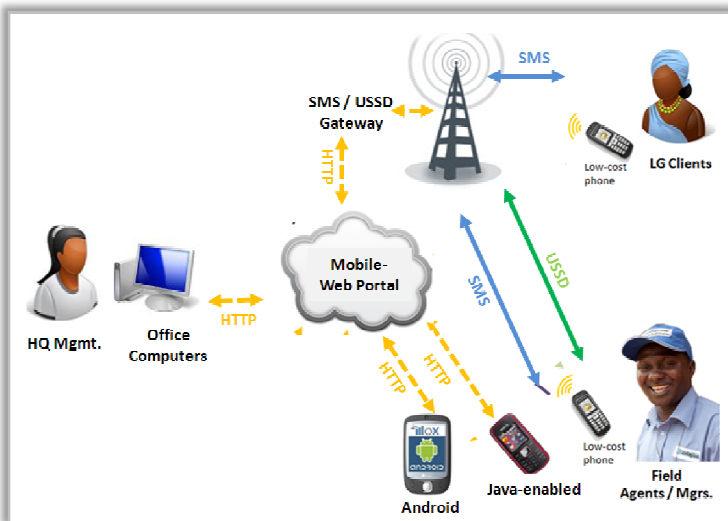 SMS
SMS / USSD
Gateway
HTTP
Low-cost
phone
LG Clients
Mobile-
Web Portal
HTTP
HQ Mgmt.
Office
Computers
SMS
USSD
HTTP
HTTP
ANDROID
Android
Java-enabled
Low-cost
phone
Field
Agents / Mgrs.